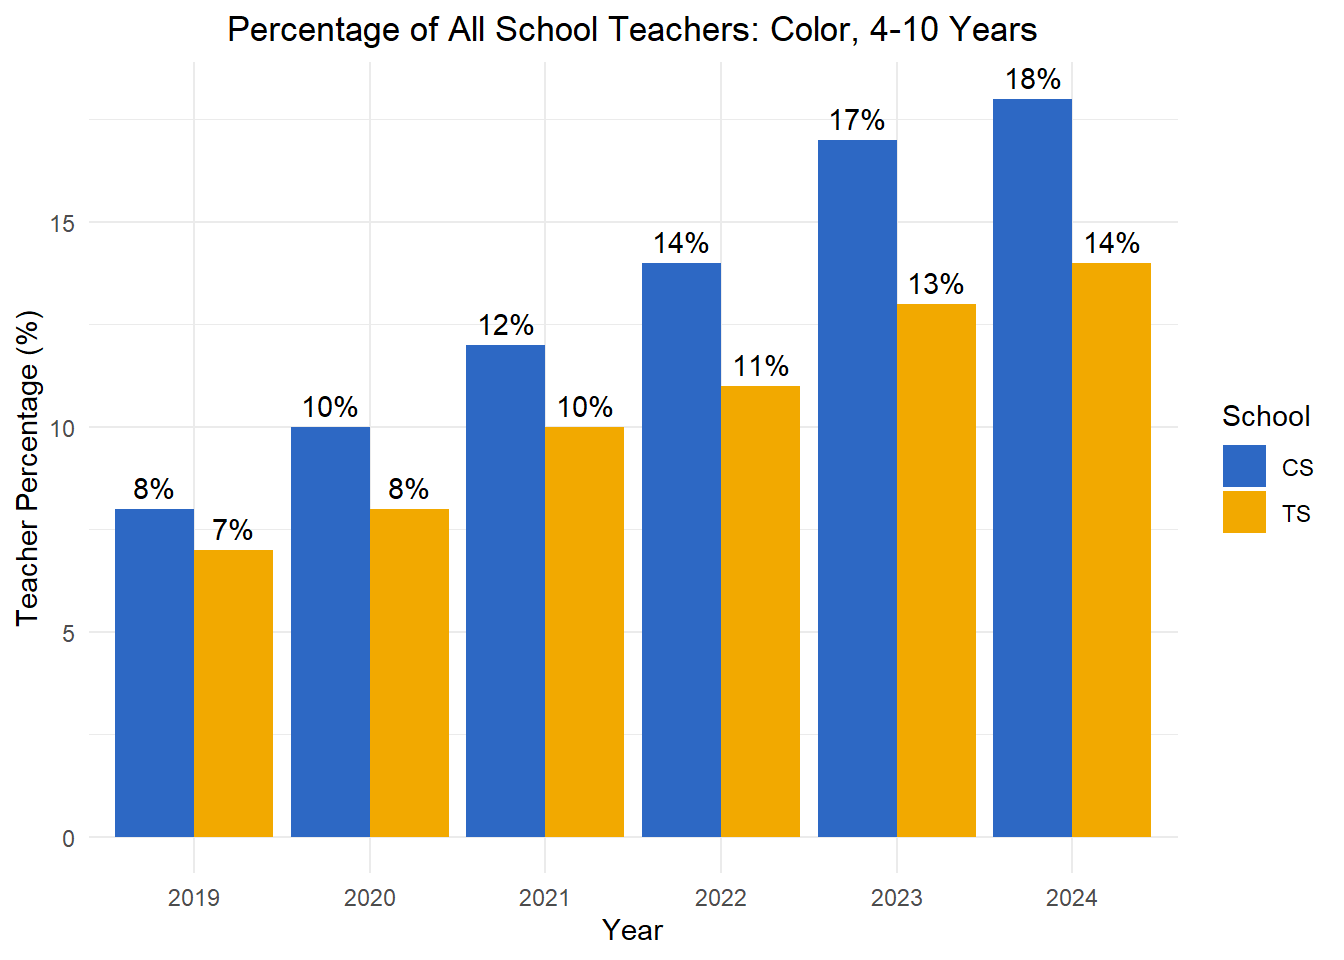 Percentage of All School Teachers: Color, 4-10 Years
18%
17%
15
14%
14%
13%
12%
11%
10%
10%
10
8%
8%
7%
5
0
Teacher Percentage (%)
School
CS
TS
2019 2020 2021 2022 2023 2024
Year